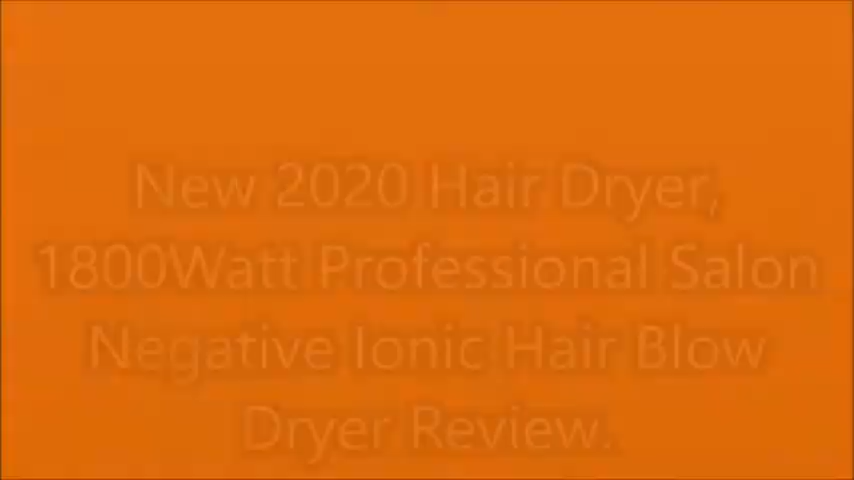 New 2020 Hair Dryer,
1800Watt Professional Salon
Negative Ionic Hair Blow
Dryer Review.